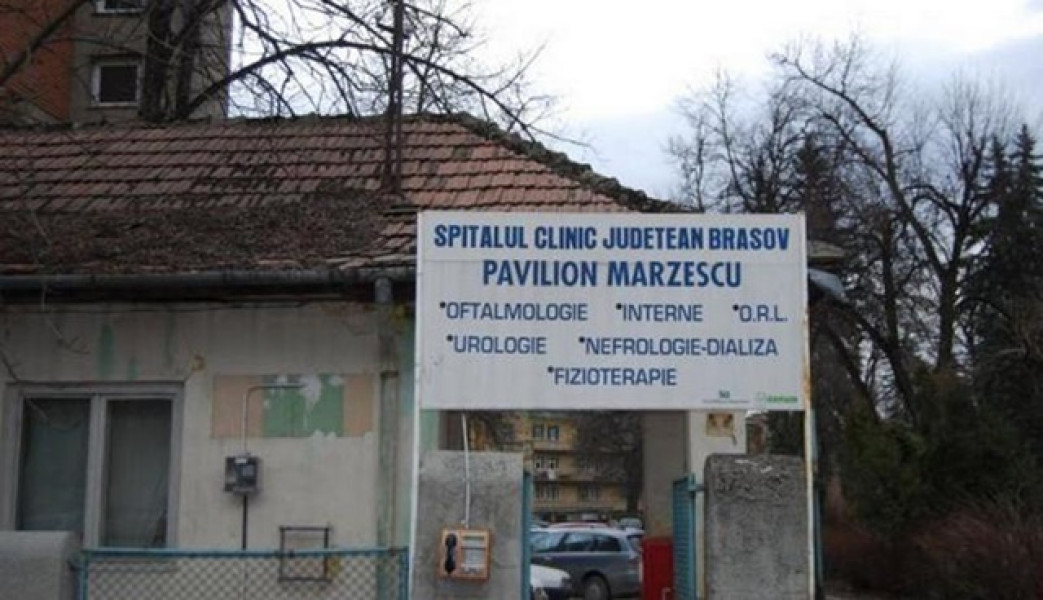 SPITALUL CLINIC JUDETEAN BRASOV
PAVILION MARZESCU
*OFTALMOLOGIE *INTERNE *O.R.L.
*UROLOGIE *NEFROLOGIE-DIALIZA
*FIZIOTERAPIE